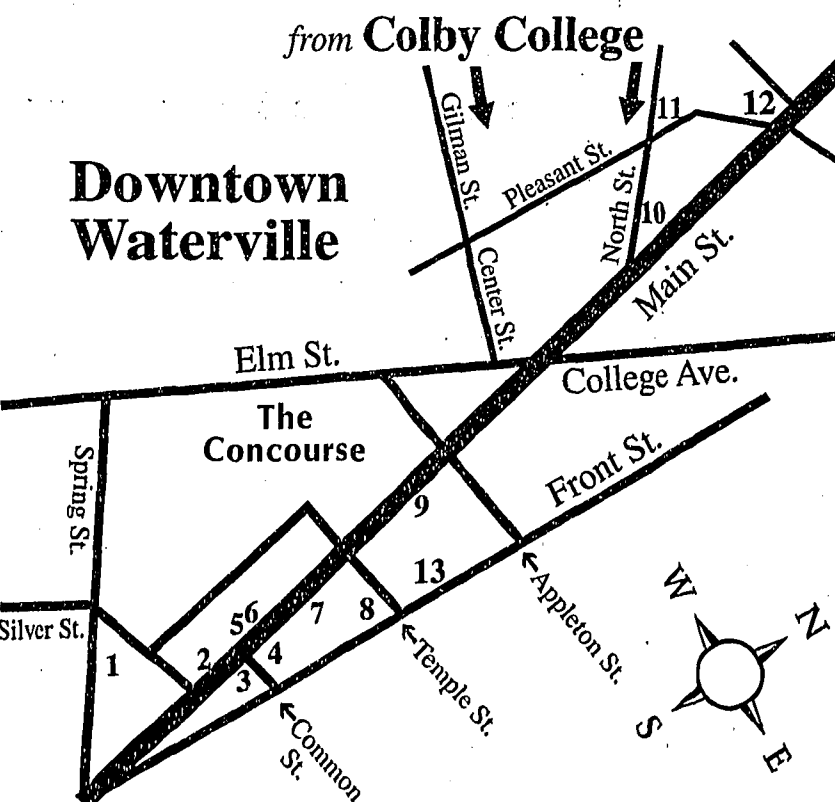 from Colby College
Downtown
Waterville
Gilman St.
Pleasant St.
11
12
North St.
10
Main St.
Center St.
Elm St.
College Ave.
The
Concourse
Spring St.
Front St.
9
13
Appleton St.
Silver St.
1
2
5
6
7
8
4
3
Temple St.
Common
St.
W
N
S
E